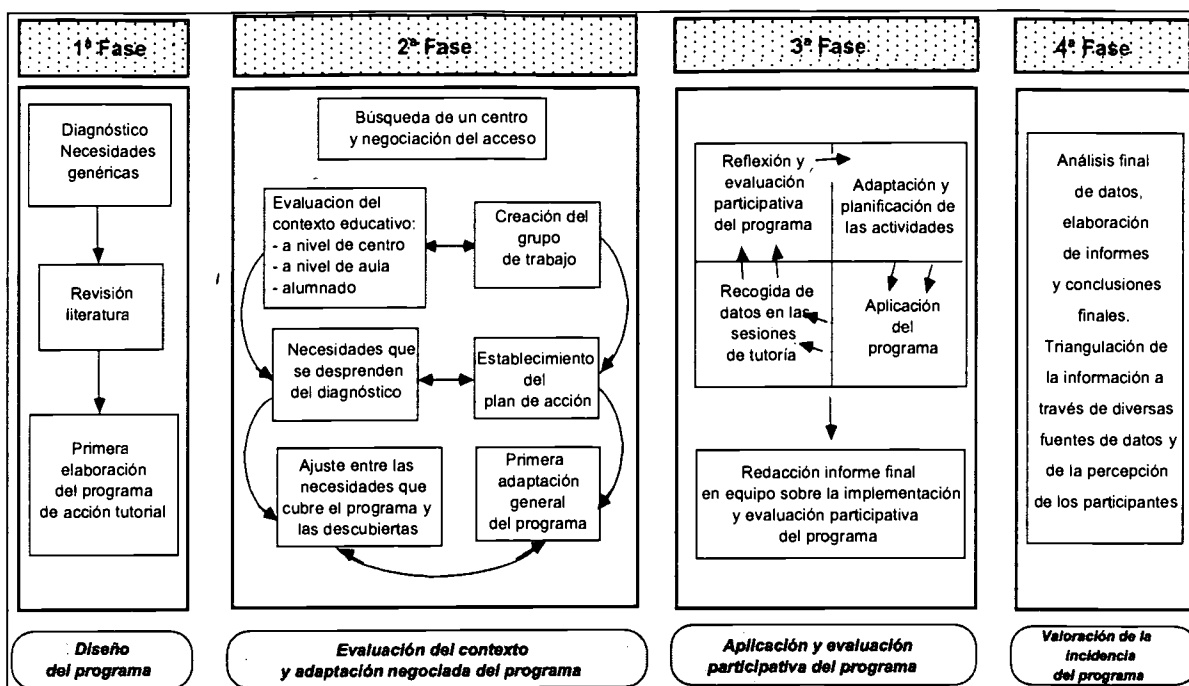 1ª Fase
Diagnóstico
Necesidades
genéricas
Revisión
literatura
Primera
elaboración
del programa
de acción tutorial
Diseño
del programa
2ª Fase
Búsqueda de un centro
y negociación del acceso
Evaluacion del
contexto educativo:
- a nivel de centro
- a nivel de aula
- alumnado
Creación del
grupo
de trabajo
Necesidades que
se desprenden
del diagnóstico
Establecimiento
del
plan de acción
Ajuste entre las
necesidades que
cubre el programa y
las descubiertas
Primera
adaptación
general
del programa
Evaluación del contexto
y adaptación negociada del programa
3ª Fase
Reflexión y
evaluación
participativa
del programa
Adaptación y
planificación de
las actividades
Recogida de
datos en las
sesiones
de tutoría
Aplicación
del
programa
Redacción informe final
en equipo sobre la implementación
y evaluación participativa
del programa
Aplicación y evaluación
participativa del programa
4ª Fase
Análisis final
de datos,
elaboración
de informes
y conclusiones
finales.
Triangulación de
la información a
través de diversas
fuentes de datos y
de la percepción
de los participantes
Valoración de la
incidencia
del programa